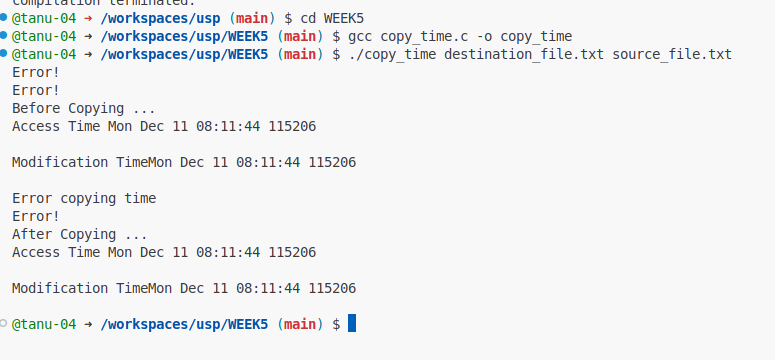 Compilation terminated.
@tanu-04 → /workspaces/usp (main) $ cd WEEK5
@tanu-04 → /workspaces/usp/WEEK5 (main) $ gcc copy_time.c -o copy_time
@tanu-04 → /workspaces/usp/WEEK5 (main) $ ./copy_time destination_file.txt source_file.txt
Error!
Error!
Before Copying ...
Access Time Mon Dec 11 08:11:44 115206
Modification TimeMon Dec 11 08:11:44 115206
Error copying time
Error!
After Copying ...
Access Time Mon Dec 11 08:11:44 115206
Modification TimeMon Dec 11 08:11:44 115206
@tanu-04 → /workspaces/usp/WEEK5 (main) $